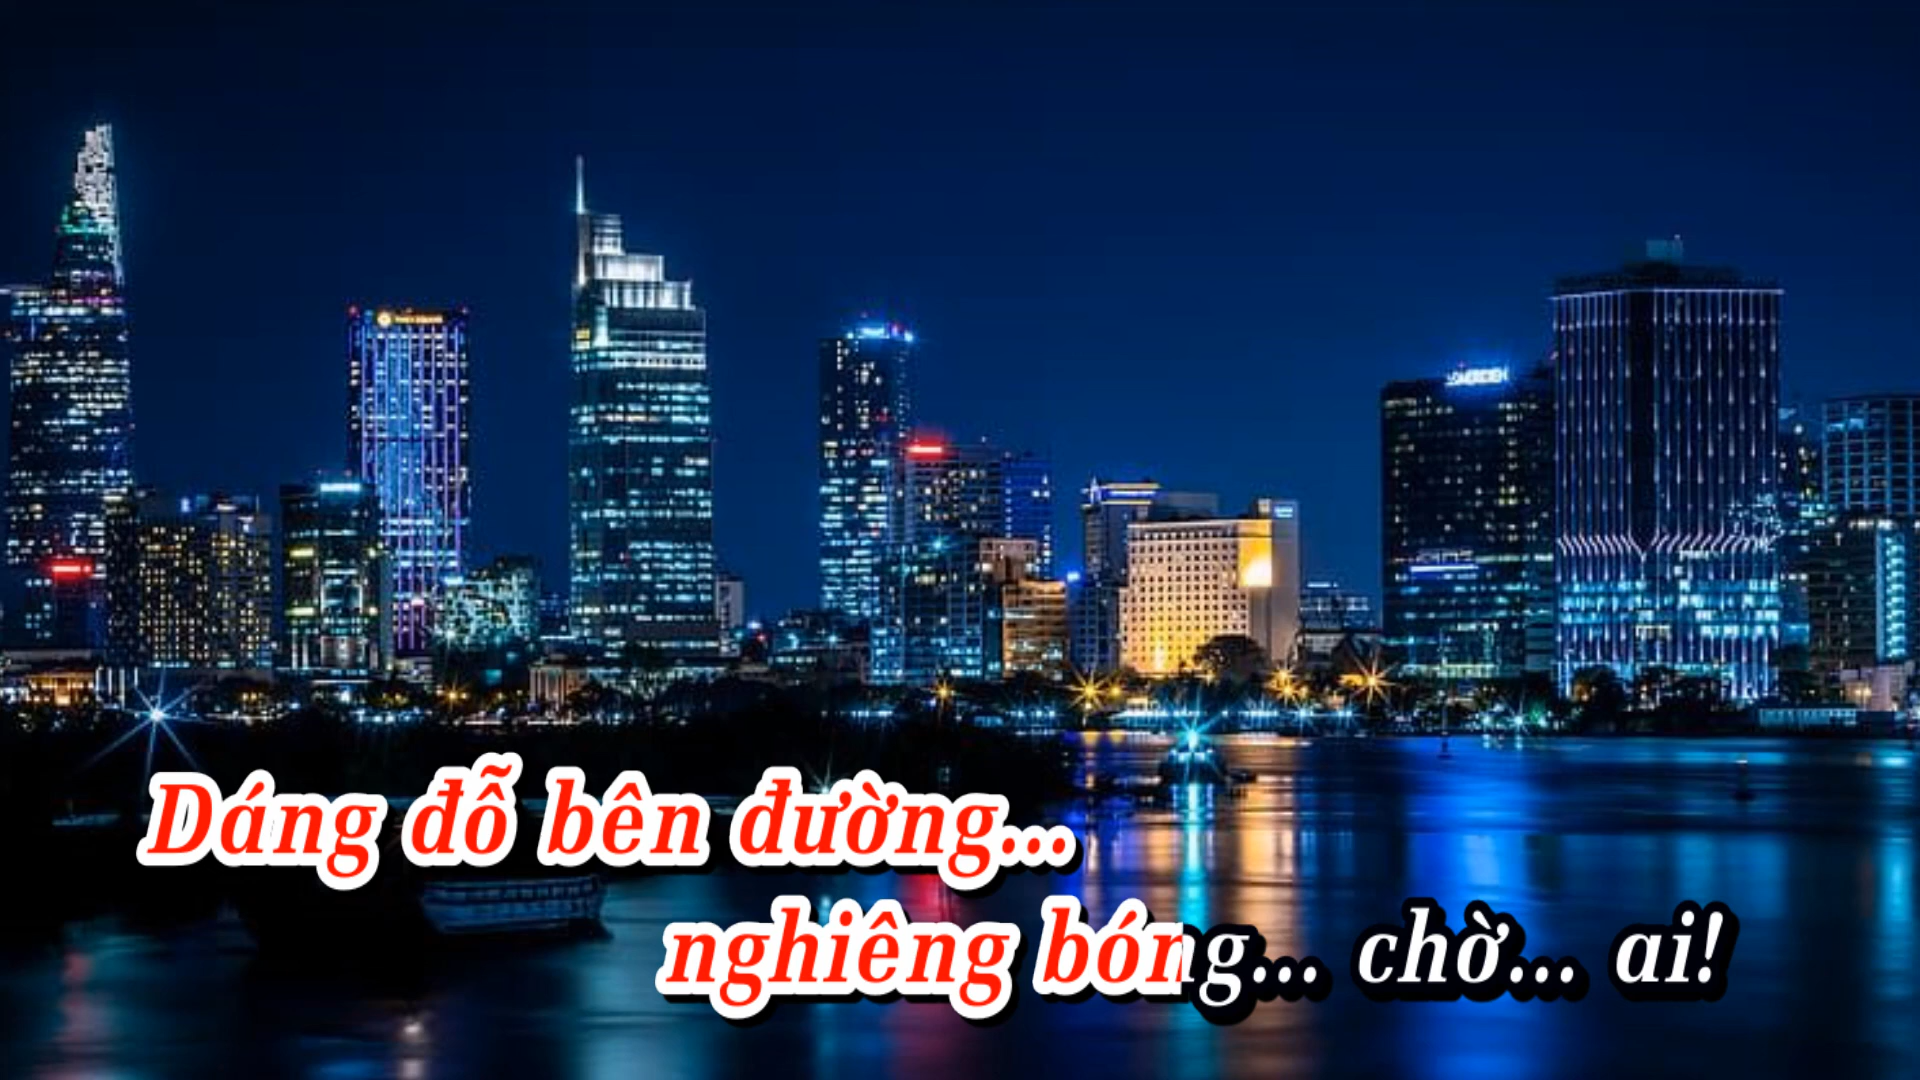 Dáng đỗ bên đường...
nghiêng bóng... chờ... ai!